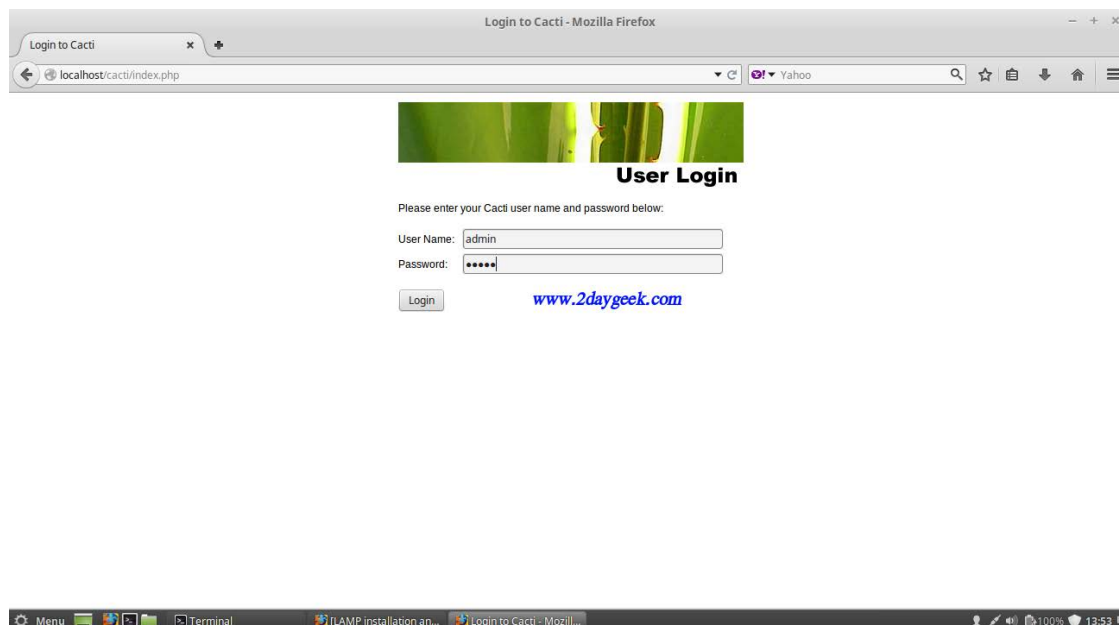 Login to Cacti - Mozilla Firefox
Login to Cacti
localhost/cacti/index.php
Yahoo
User Login
Please enter your Cacti user name and password below:
User Name: admin
Password: •••••
Login
www.2daygeek.com
Menu Terminal [LAMP installation an... Login to Cacti - Mozill... 100% 13:53